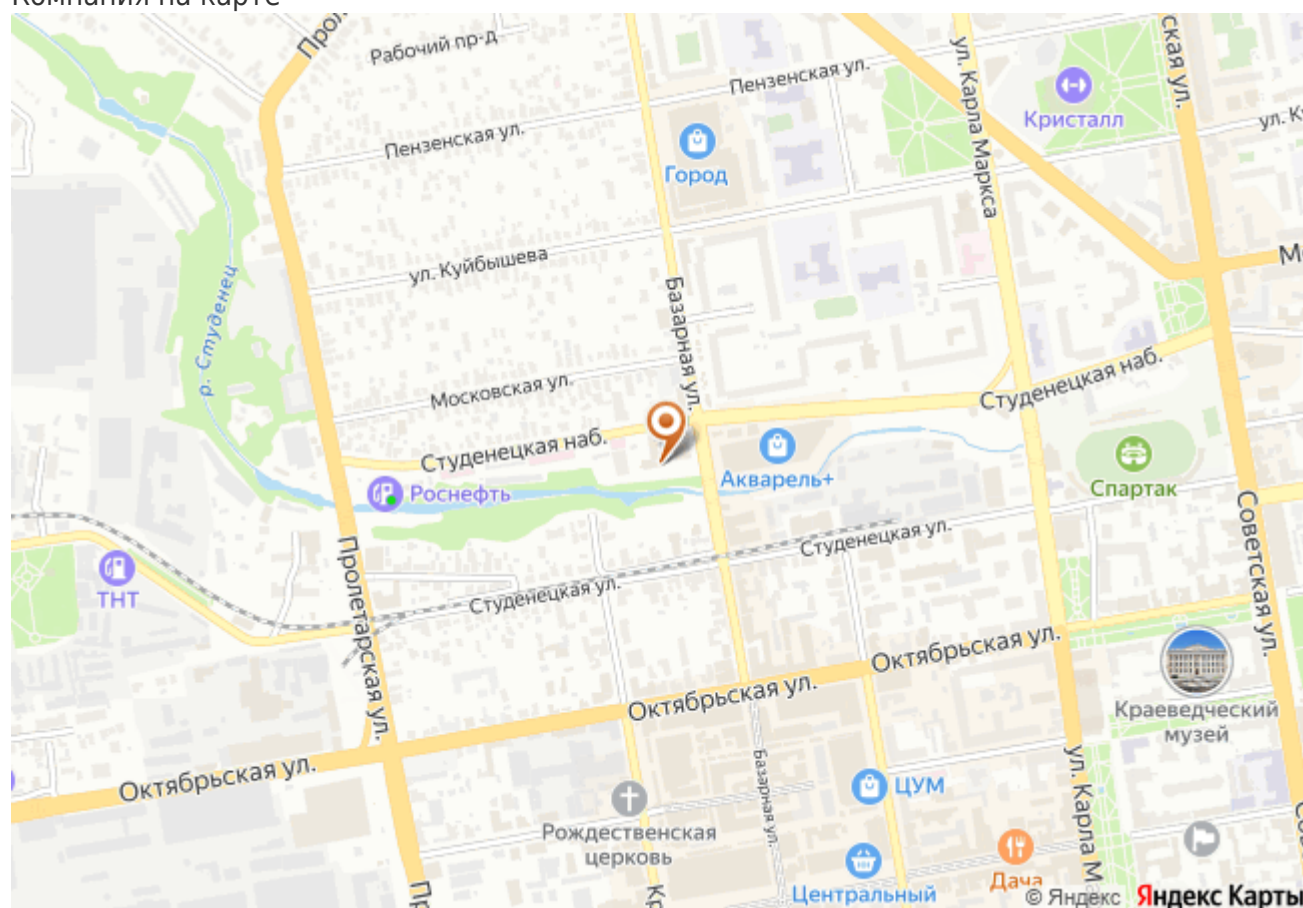 Компания на карте
Рабочий пр-д
Пензенская ул.
ул. Карла Маркса
Кристалл
Пензенская ул.
Город
ул. Куйбышева
р. Студенец
Базарная ул.
Московская ул.
Студенецкая наб.
Студенецкая наб.
Акварель+
Спартак
Роснефть
Студенецкая ул.
Советская ул.
ТНТ
Пролетарская ул.
Студенецкая ул.
Октябрьская ул.
Октябрьская ул.
Краеведческий
музей
Октябрьская ул.
Базарная ул.
ЦУМ
Рождественская
церковь
Центральный
Дача
ул. Карла М
© Яндекс Яндекс Карты